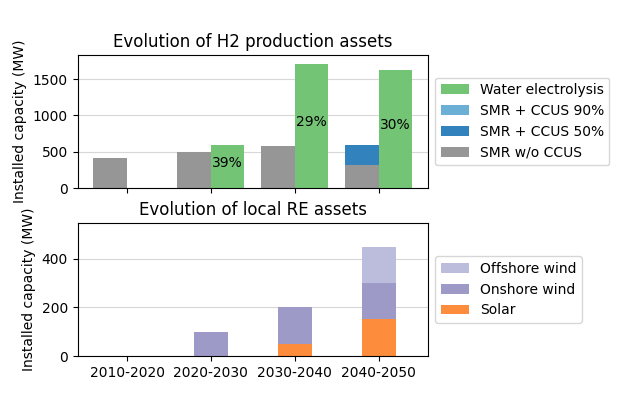 Evolution of H2 production assets
Installed capacity (MW)
1500
1000
500
0
39%
29%
30%
Water electrolysis
SMR + CCUS 90%
SMR + CCUS 50%
SMR w/o CCUS
Evolution of local RE assets
Installed capacity (MW)
400
200
0
2010-2020 2020-2030 2030-2040 2040-2050
Offshore wind
Onshore wind
Solar